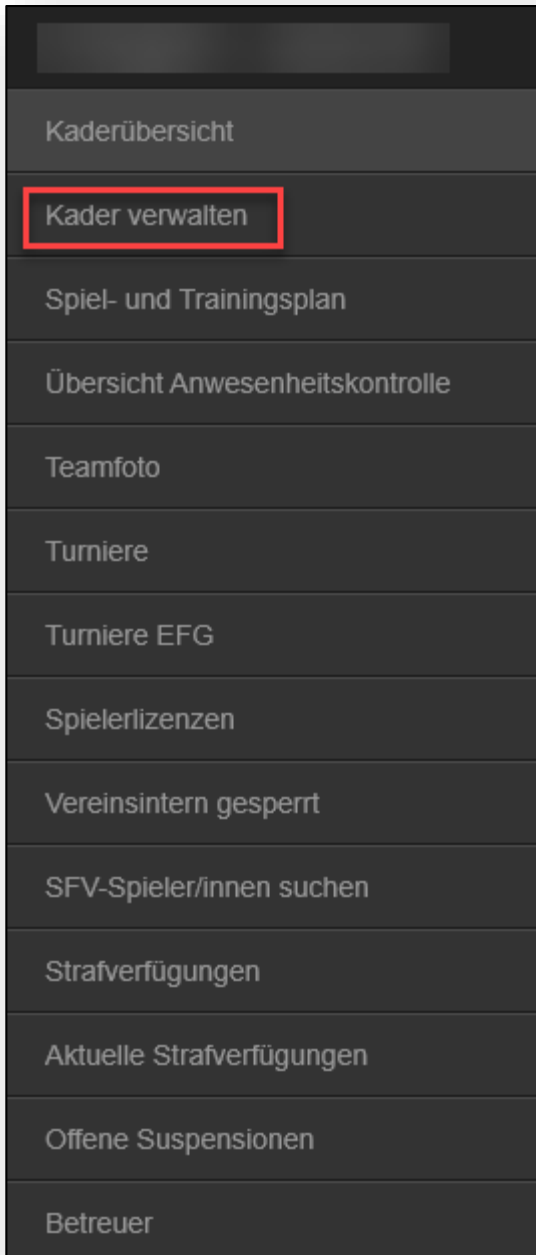 Kaderübersicht
Kader verwalten
Spiel- und Trainingsplan
Übersicht Anwesenheitskontrolle
Teamfoto
Turniere
Turniere EFG
Spielerlizenzen
Vereinsintern gesperrt
SFV-Spieler/innen suchen
Strafverfügungen
Aktuelle Strafverfügungen
Offene Suspensionen
Betreuer